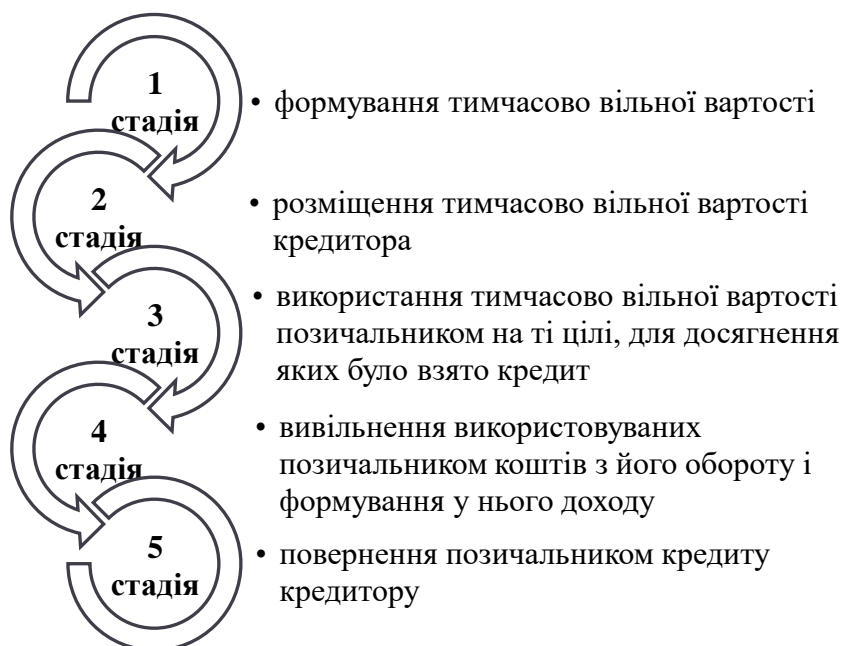 1
стадія
• формування тимчасово вільної вартості
2
стадія
• розміщення тимчасово вільної вартості
кредитора
3
стадія
• використання тимчасово вільної вартості
позичальником на ті цілі, для досягнення
яких було взято кредит
4
стадія
• вивільнення використовуваних
позичальником коштів з його обороту і
формування у нього доходу
5
стадія
• повернення позичальником кредиту
кредитору